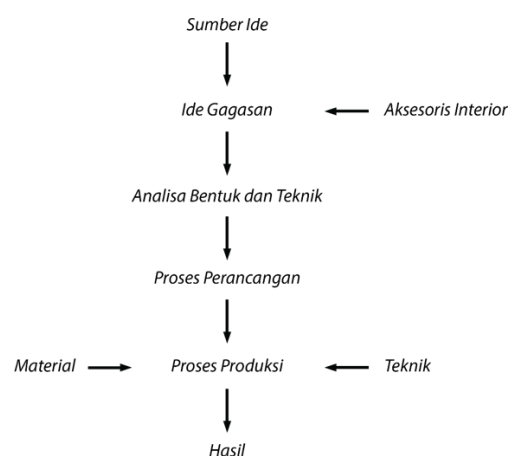 Sumber Ide
Ide Gagasan
Aksesoris Interior
Analisa Bentuk dan Teknik
Proses Perancangan
Material
Proses Produksi
Teknik
Hasil